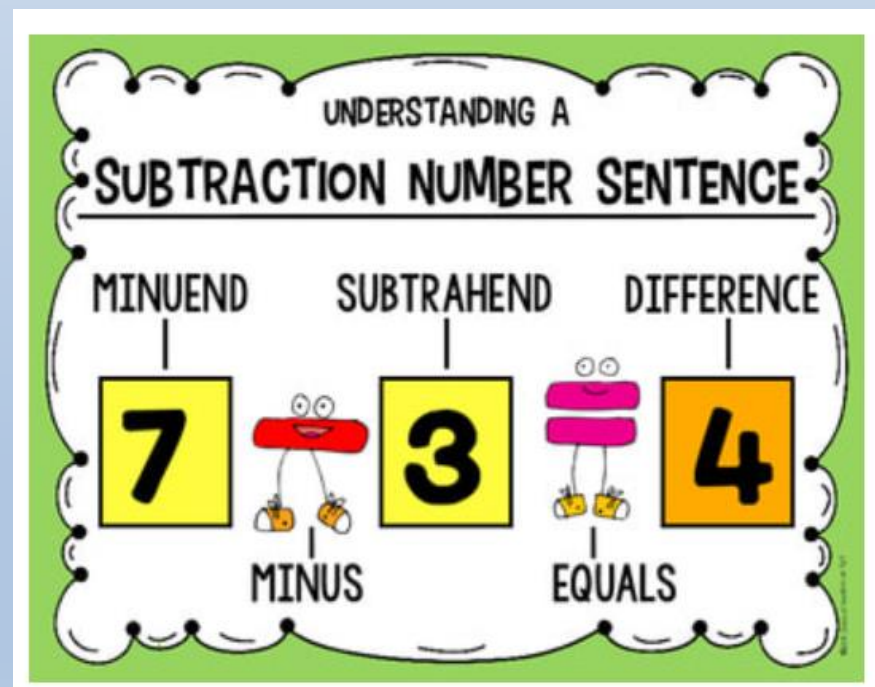 UNDERSTANDING A
SUBTRACTION NUMBER SENTENCE
MINUEND SUBTRAHEND DIFFERENCE
7 3 4
MINUS EQUALS